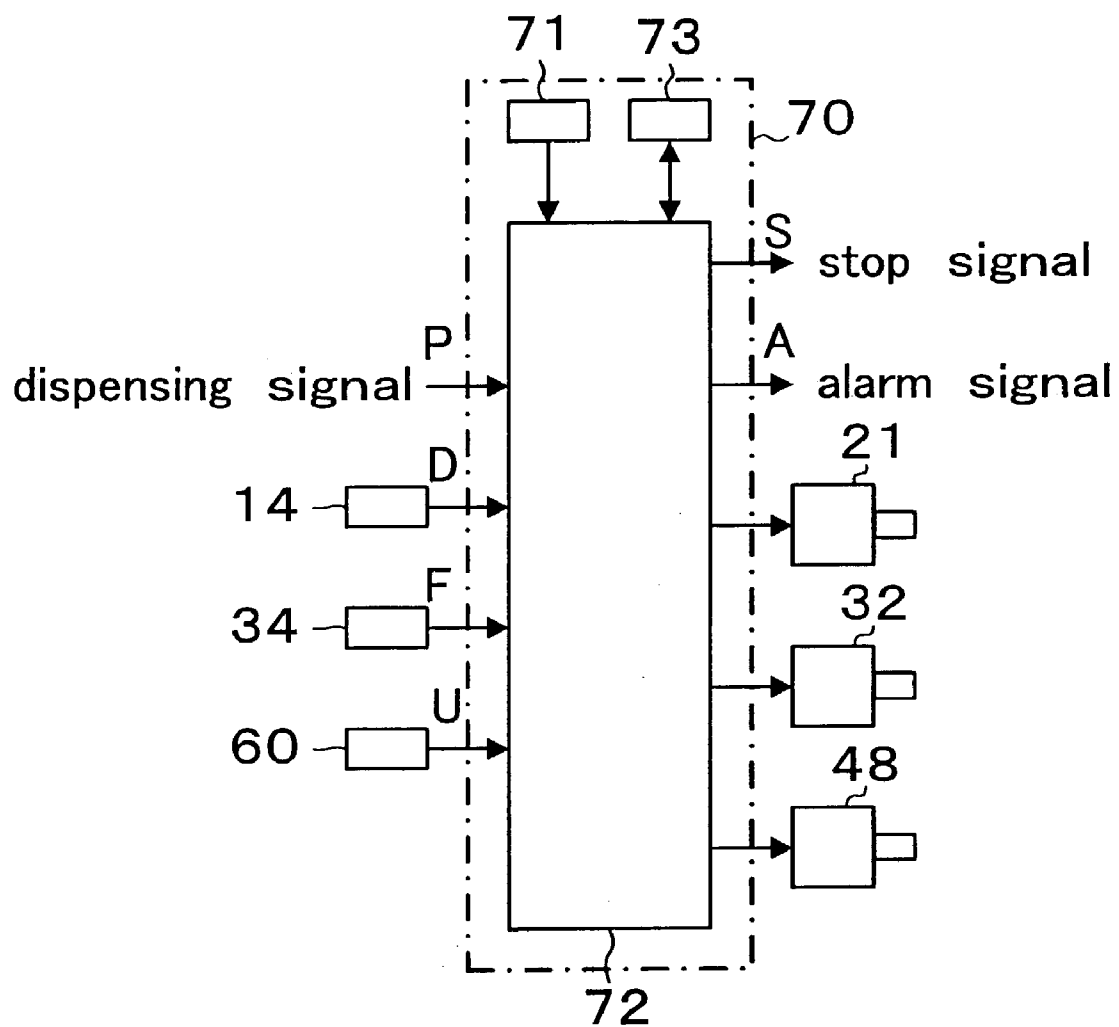 71 73
70
S
stop signal
P
A
dispensing signal
alarm signal
D
21
14
F
32
34
U
60
48
72